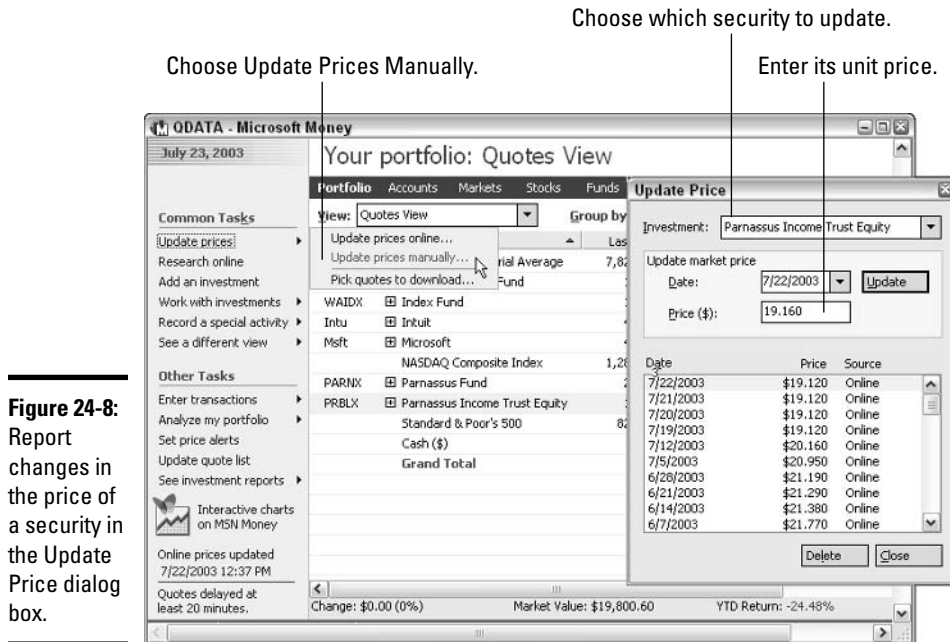 Choose which security to update.
Choose Update Prices Manually.
Enter its unit price.
QDATA - Microsoft Money
July 23, 2003
Your portfolio: Quotes View
Portfolio Accounts Markets Stocks Funds
View: Quotes View
Group by
Common Tasks
Update prices
Research online
Add an investment
Work with investments
Record a special activity
See a different view
Other Tasks
Enter transactions
Analyze my portfolio
Set price alerts
Update quote list
See investment reports
Interactive charts
on MSN Money
Online prices updated
7/22/2003 12:37 PM
Quotes delayed at
least 20 minutes.
Update prices online...
Update prices manually...
Pick quotes to download...
Las
rial Average 7,82
Fund
WAIDX Index Fund
Intu Intuit
Msft Microsoft
NASDAQ Composite Index 1,28
PARNX Parnassus Fund
PRBLX Parnassus Income Trust Equity
Standard & Poor's 500 82
Cash ($)
Grand Total
Change: $0.00 (0%) Market Value: $19,800.60 YTD Return: -24.48%
Update Price
Investment: Parnassus Income Trust Equity
Update market price
Date: 7/22/2003 Update
Price ($): 19.160
Date Price Source
7/22/2003 $19.120 Online
7/21/2003 $19.120 Online
7/20/2003 $19.120 Online
7/19/2003 $19.120 Online
7/12/2003 $20.160 Online
7/5/2003 $20.950 Online
6/28/2003 $21.190 Online
6/21/2003 $21.290 Online
6/14/2003 $21.380 Online
6/7/2003 $21.770 Online
Delete Close
Figure 24-8:
Report
changes in
the price of
a security in
the Update
Price dialog
box.